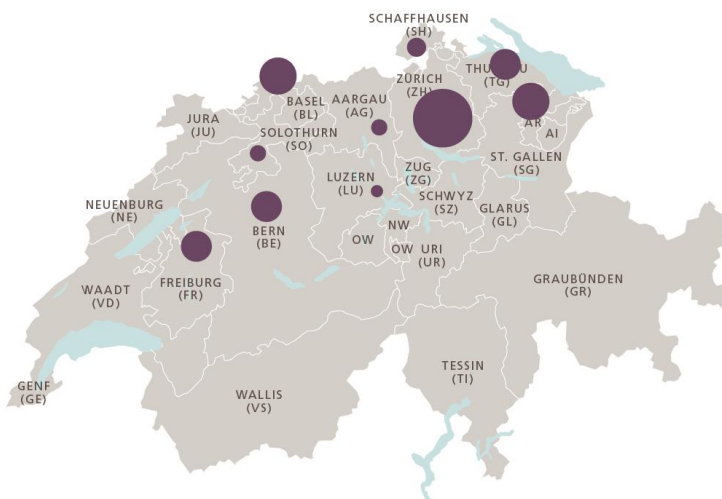 SCHAFFHAUSEN
(SH)
ZÜRICH
(ZH)
(TG)
BASEL
(BL)
AARGAU
(AG)
JURA
(JU)
SOLOTHURN
(SO)
AR
AI
ST. GALLEN
(SG)
LUZERN
(LU)
ZUG
(ZG)
SCHWYZ
(SZ)
GLARUS
(GL)
NEUENBURG
(NE)
BERN
(BE)
NW
OW
OW URI
(UR)
FREIBURG
(FR)
WAADT
(VD)
GRAUBÜNDEN
(GR)
TESSIN
(TI)
GENF
(GE)
WALLIS
(VS)